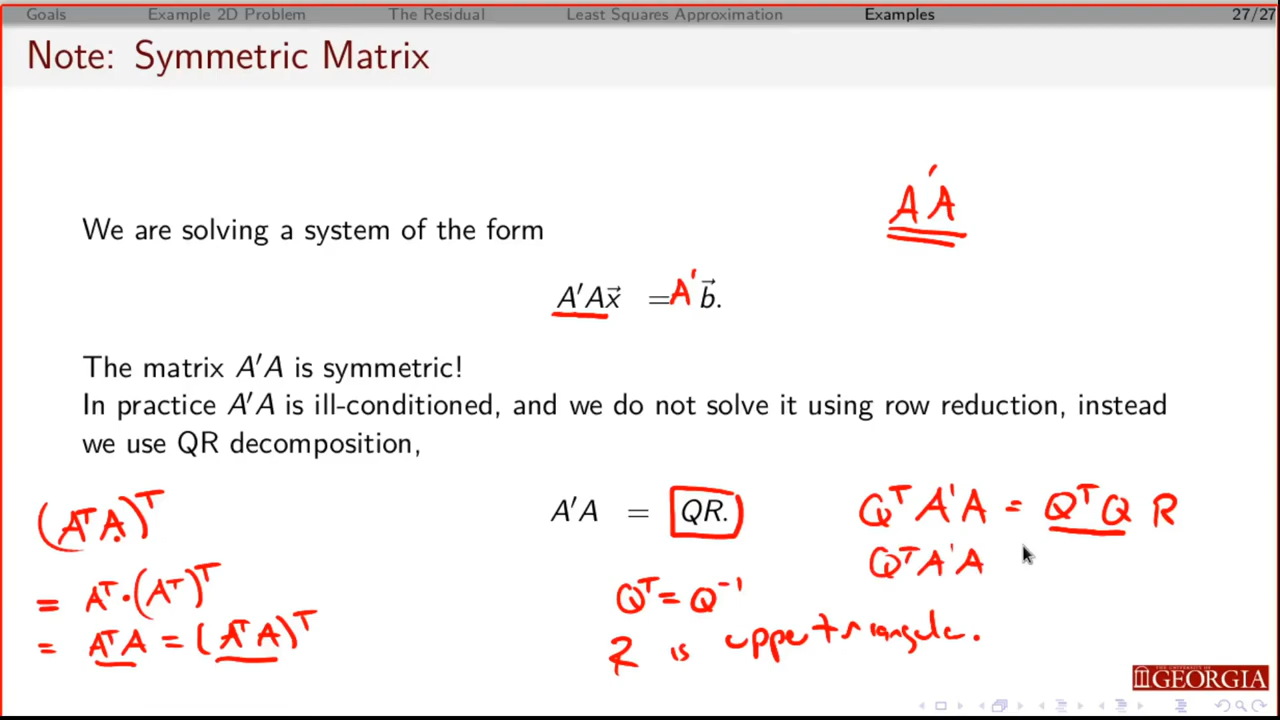 Goals Example 2D Problem The Residual Least Squares Approximation Examples 27/27
Note: Symmetric Matrix
A'A
We are solving a system of the form
A′Ax⃗ = A' b⃗.
The matrix A′A is symmetric!
In practice A′A is ill-conditioned, and we do not solve it using row reduction, instead
we use QR decomposition,
A′A = QR.
(AᵀA)ᵀ
= Aᵀ·(Aᵀ)ᵀ
= AᵀA = (AᵀA)ᵀ
Qᵀ = Q⁻¹
R is upper triangular.
QᵀA'A = QᵀQ R
QᵀA'A
GEORGIA